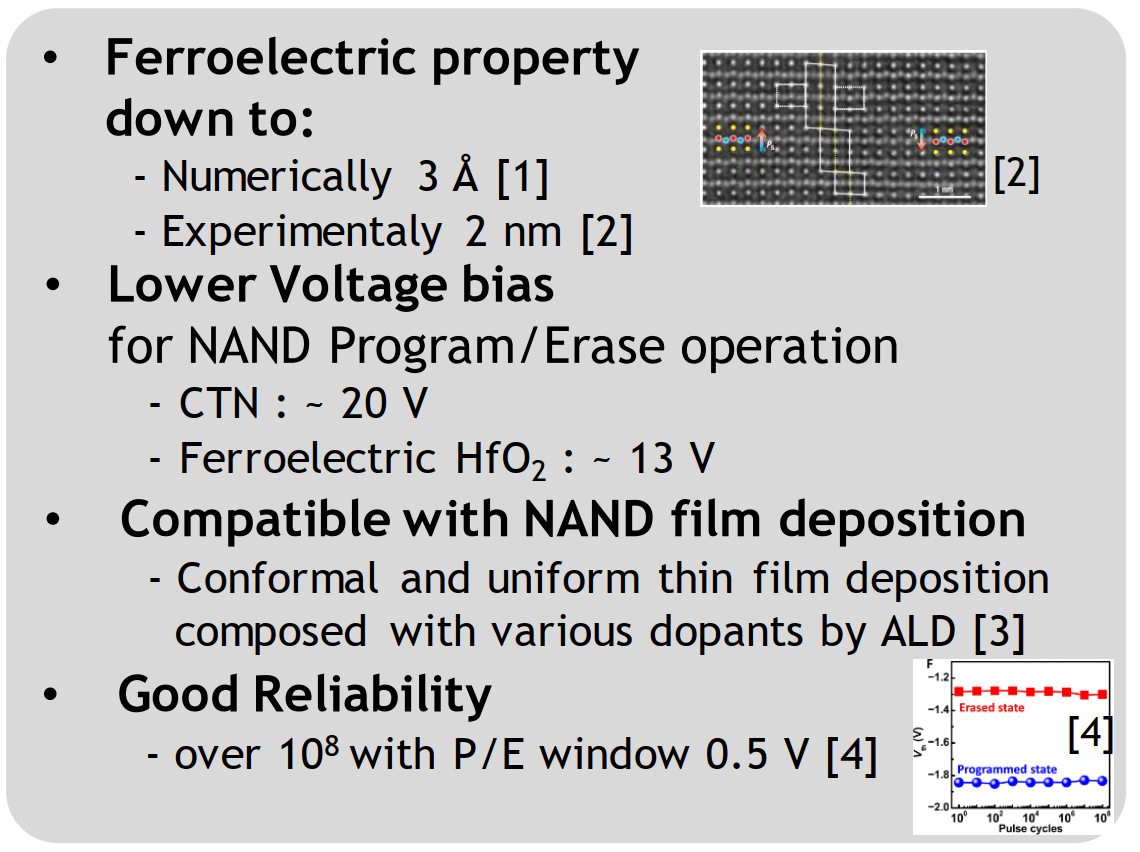 • Ferroelectric property
down to:
- Numerically 3 Å [1]
- Experimentaly 2 nm [2]
Pₛ
Pₛ
1 nm
[2]
• Lower Voltage bias
for NAND Program/Erase operation
- CTN : ~ 20 V
- Ferroelectric HfO₂ : ~ 13 V
• Compatible with NAND film deposition
- Conformal and uniform thin film deposition
composed with various dopants by ALD [3]
• Good Reliability
- over 10⁸ with P/E window 0.5 V [4]
F
−1.2
−1.4
−1.6
−1.8
−2.0
Vth (V)
Erased state
[4]
Programmed state
10⁰ 10² 10⁴ 10⁶ 10⁸
Pulse cycles